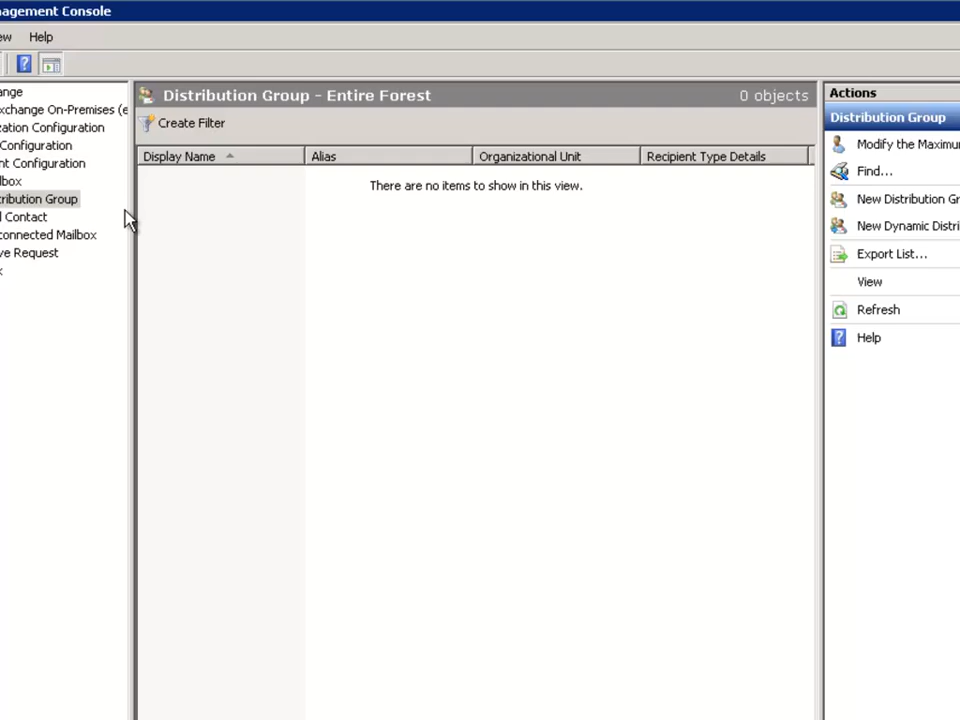 nagement Console
ew Help
ange
xchange On-Premises (e
zation Configuration
Configuration
nt Configuration
lbox
tribution Group
l Contact
connected Mailbox
ve Request
x
Distribution Group - Entire Forest 0 objects
Create Filter
Display Name Alias Organizational Unit Recipient Type Details
There are no items to show in this view.
Actions
Distribution Group
Modify the Maximu
Find...
New Distribution Gr
New Dynamic Distri
Export List...
View
Refresh
Help